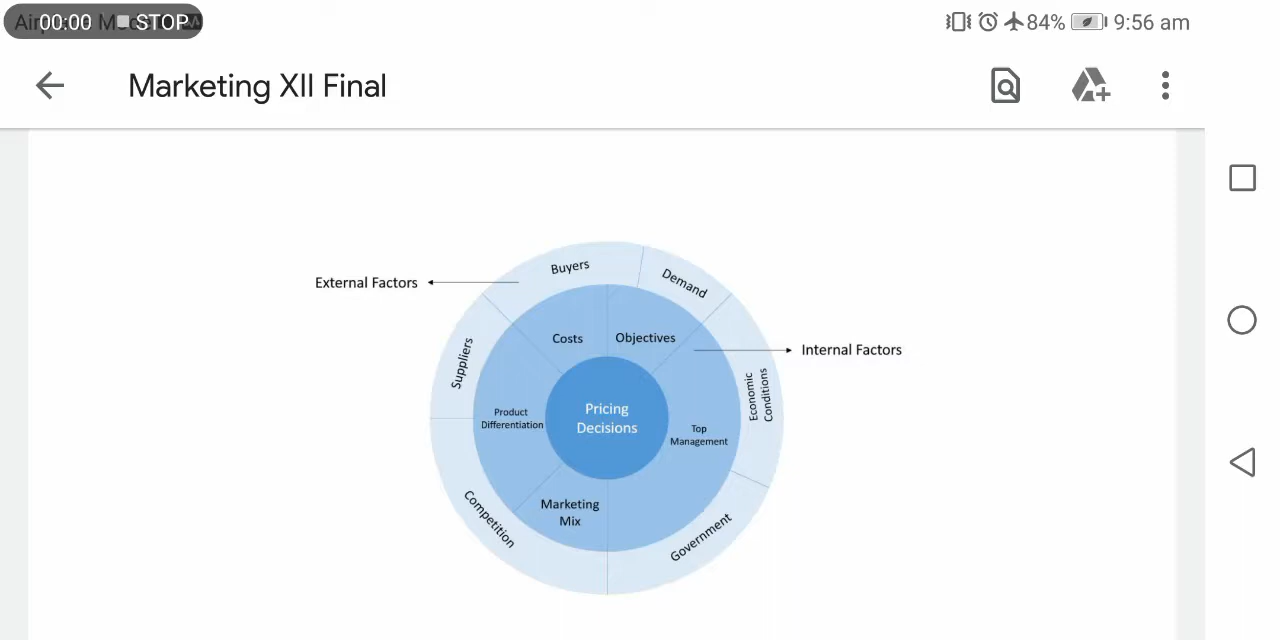 00:00 STOP
84% 9:56 am
Marketing XII Final
External Factors
Buyers
Demand
Suppliers
Costs
Objectives
Internal Factors
Economic
Conditions
Product
Differentiation
Pricing
Decisions
Top
Management
Marketing
Mix
Competition
Government